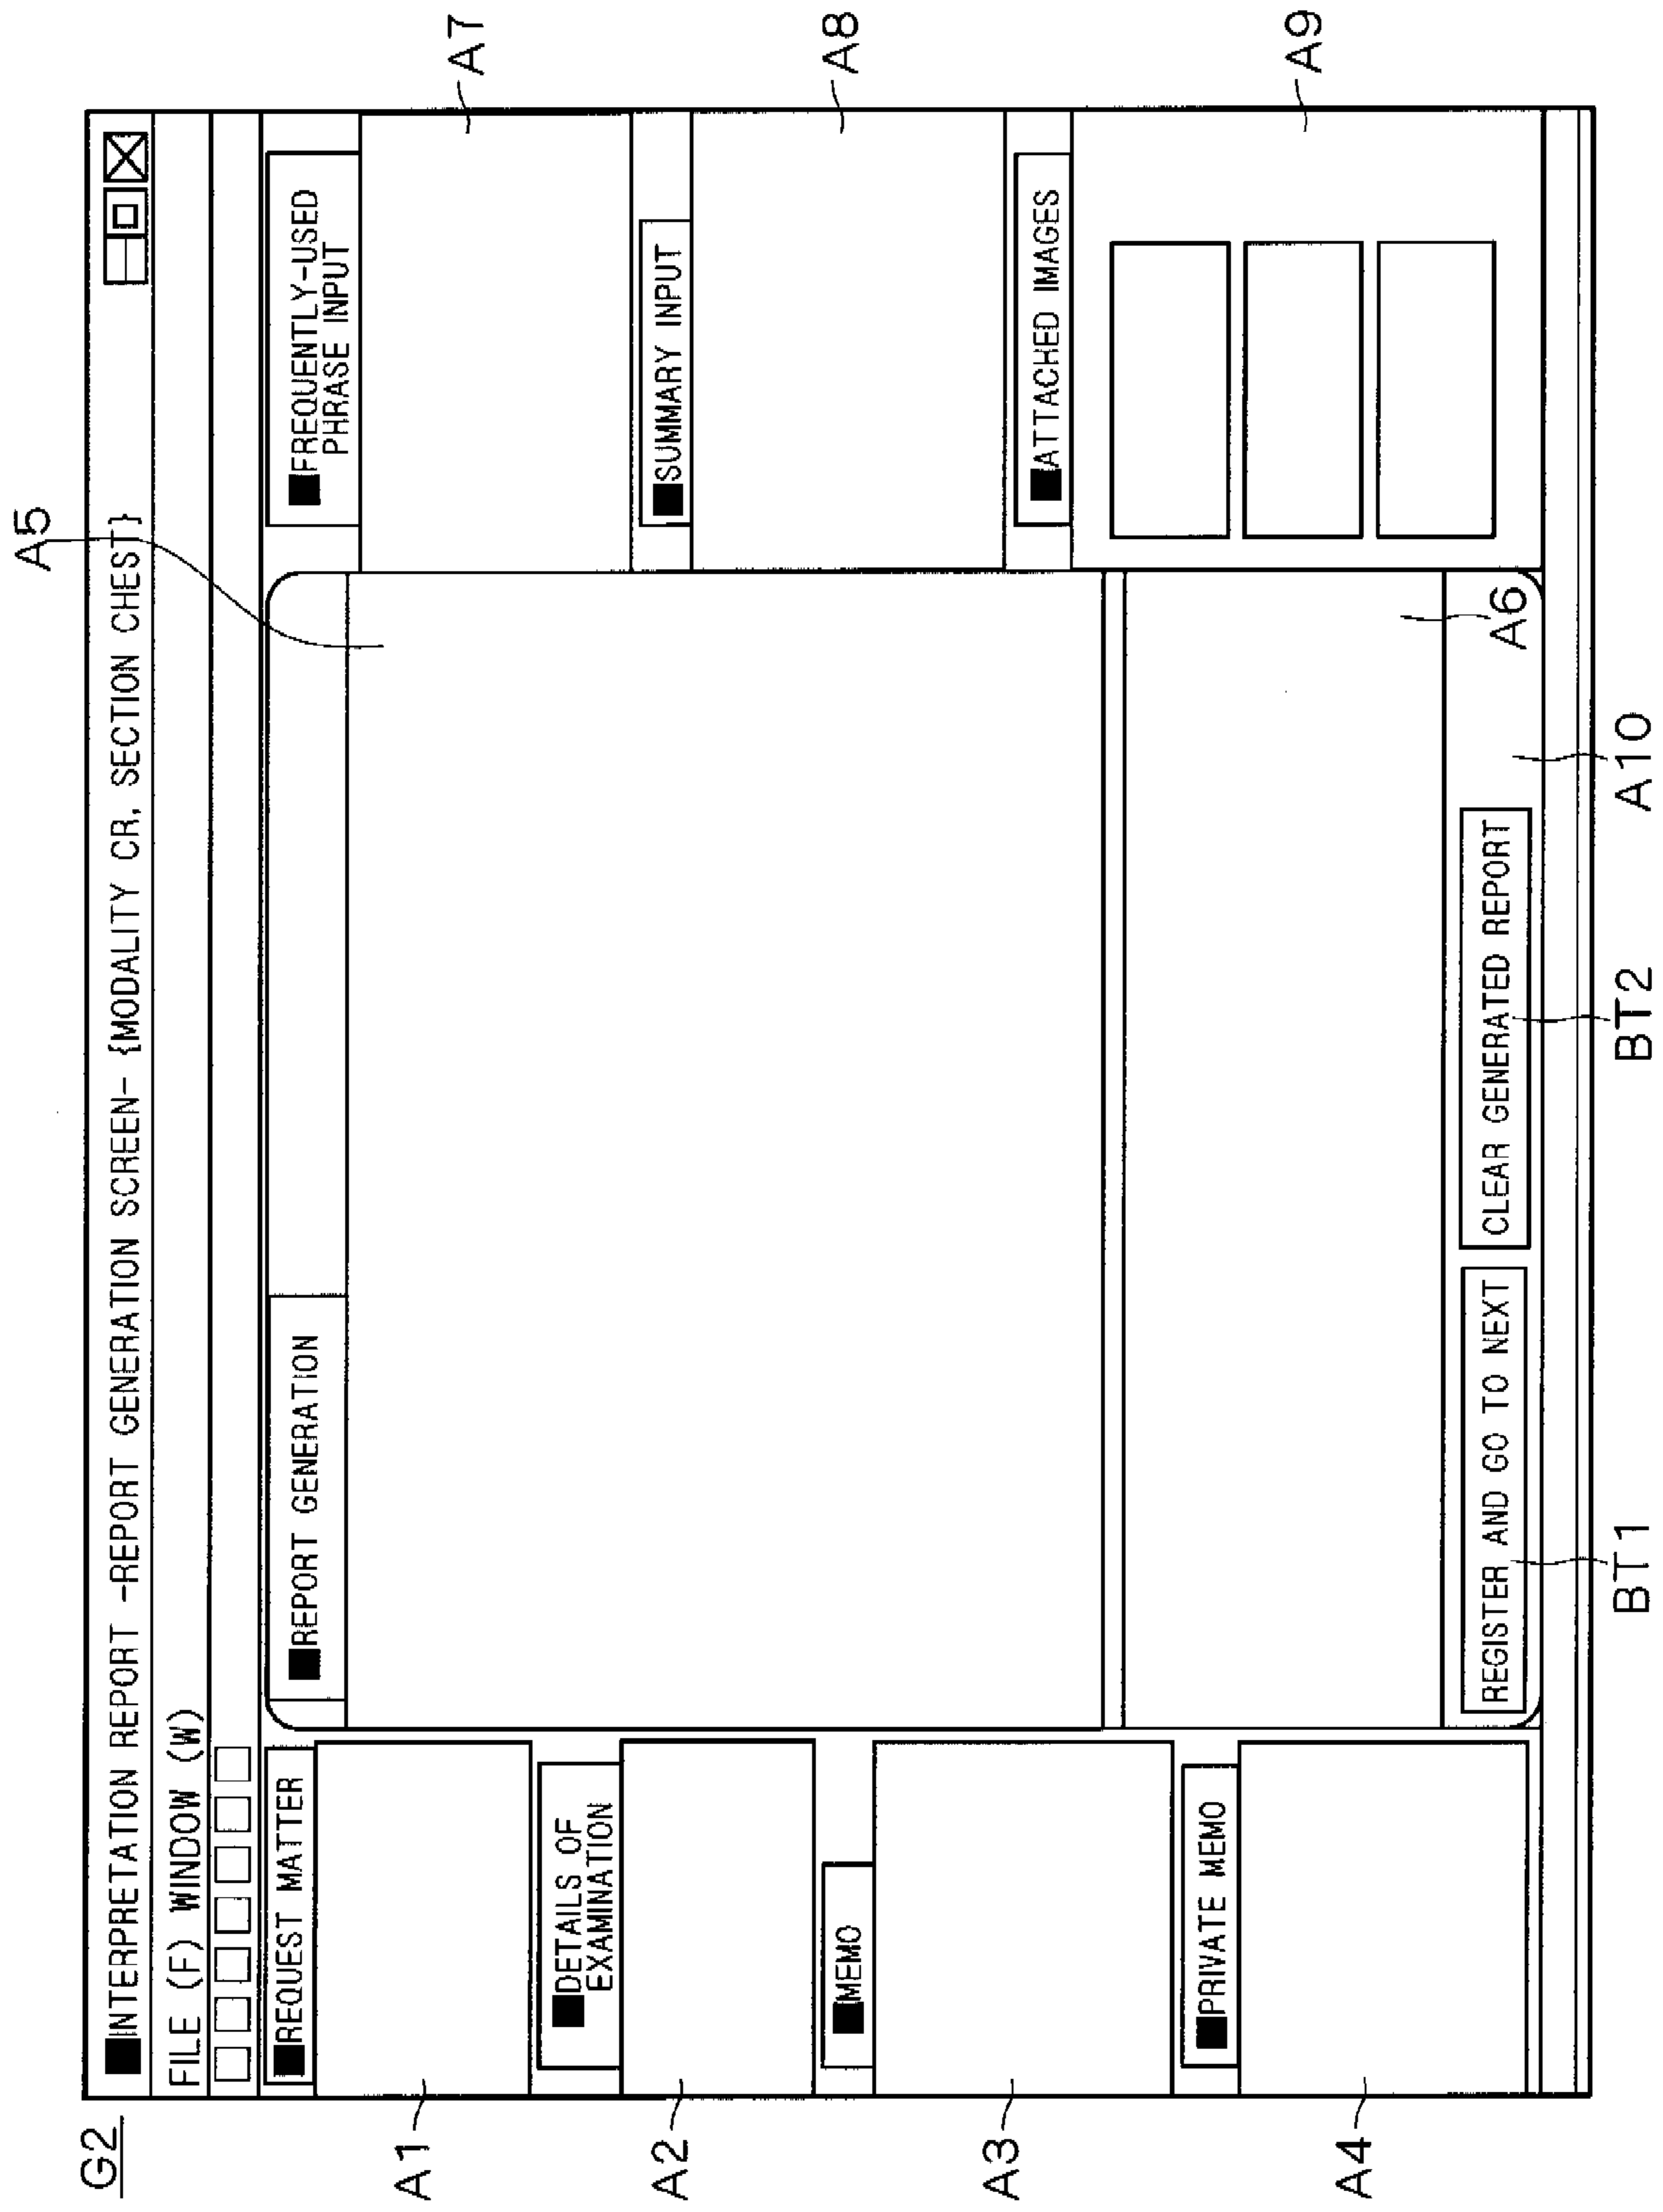 G2
■INTERPRETATION REPORT -REPORT GENERATION SCREEN- {MODALITY CR, SECTION CHEST}
FILE (F) WINDOW (W)
■REQUEST MATTER
A1
■DETAILS OF
EXAMINATION
A2
■MEMO
A3
■PRIVATE MEMO
A4
■REPORT GENERATION
A5
A6
REGISTER AND GO TO NEXT
CLEAR GENERATED REPORT
BT1
BT2
A10
■FREQUENTLY-USED
PHRASE INPUT
A7
■SUMMARY INPUT
A8
■ATTACHED IMAGES
A9